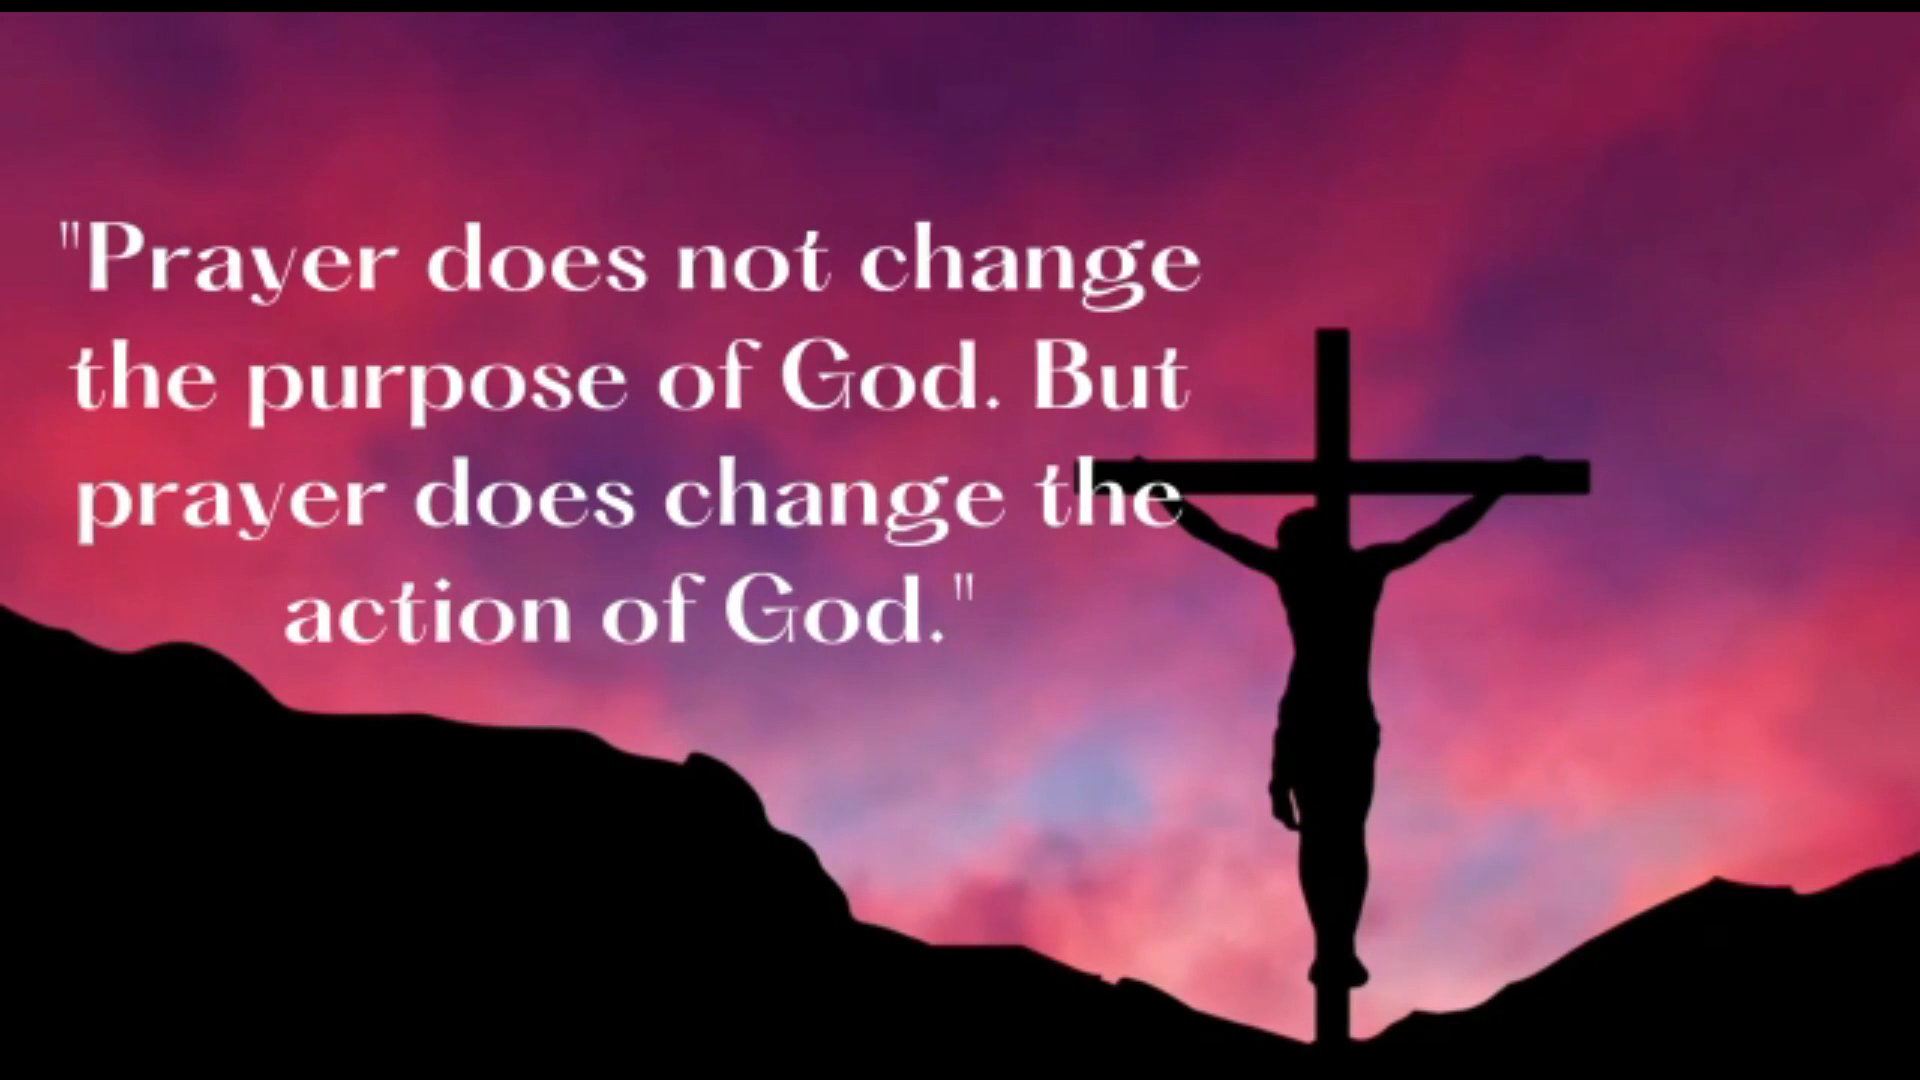 "Prayer does not change
the purpose of God. But
prayer does change the
action of God."